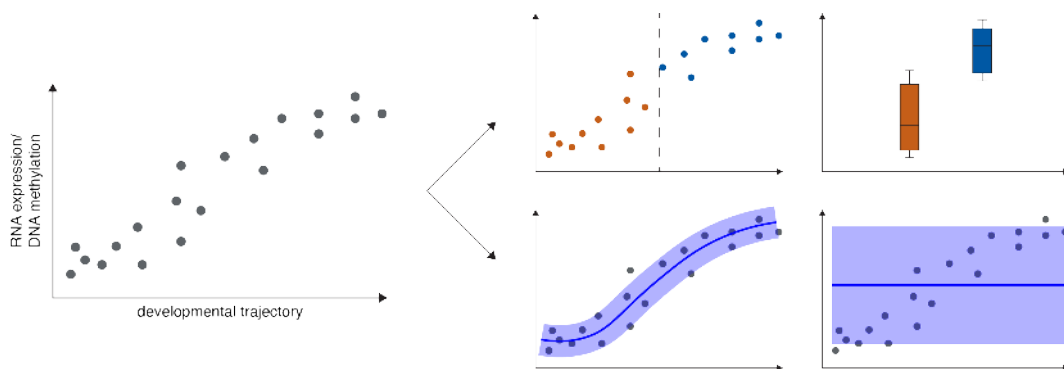 RNA expression/
DNA methylation
developmental trajectory